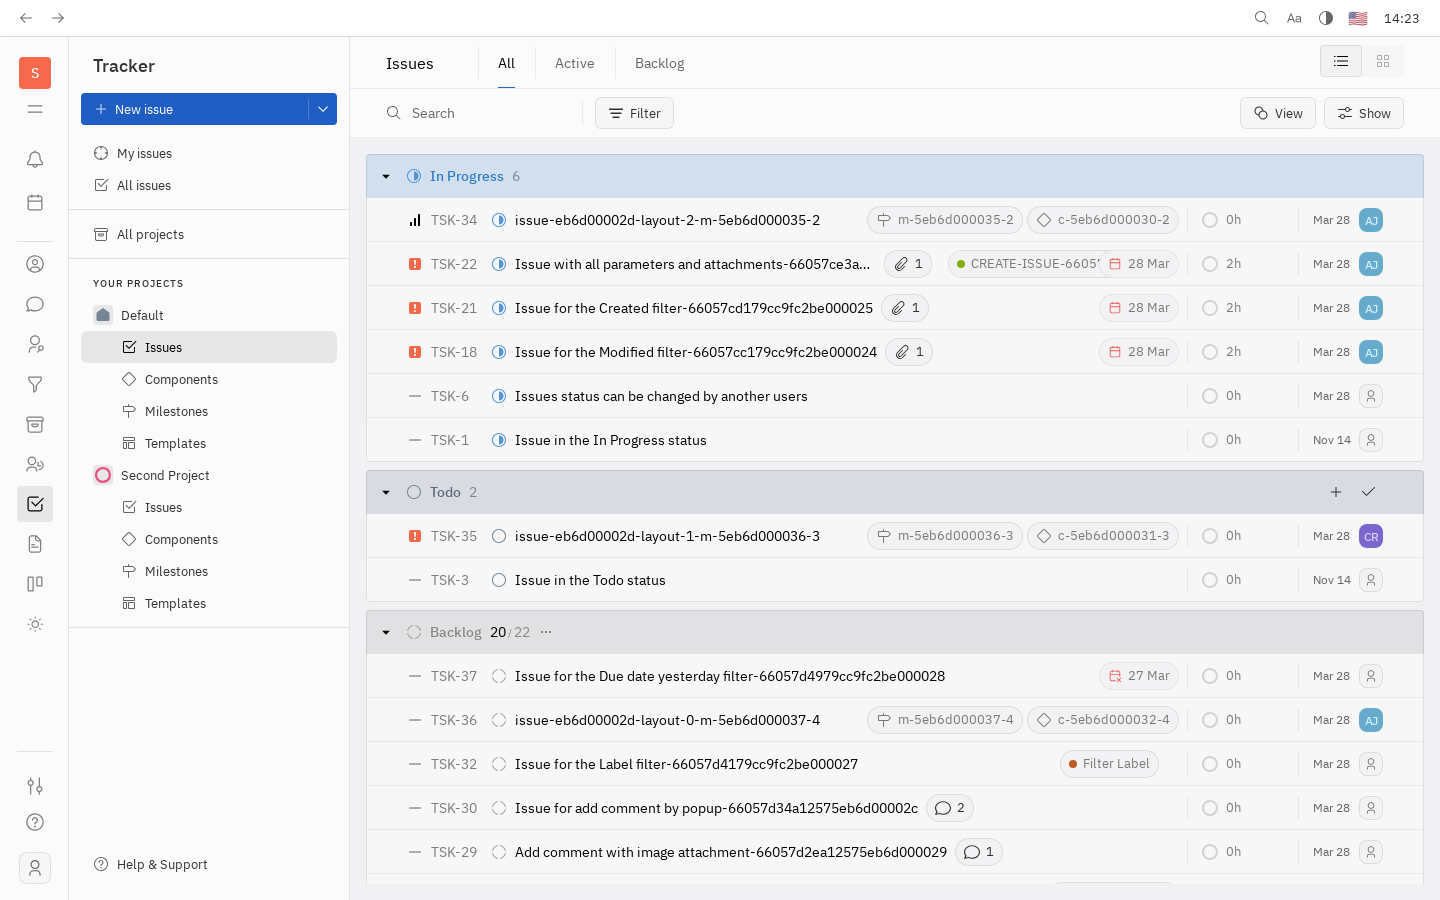 Aa 14:23
S
Tracker
New issue
My issues
All issues
All projects
YOUR PROJECTS
Default
Issues
Components
Milestones
Templates
Second Project
Issues
Components
Milestones
Templates
Help & Support
Issues All Active Backlog
Search Filter View Show
In Progress 6
TSK-34 issue-eb6d00002d-layout-2-m-5eb6d000035-2 m-5eb6d000035-2 c-5eb6d000030-2 0h Mar 28 AJ
TSK-22 Issue with all parameters and attachments-66057ce3a... 1 CREATE-ISSUE-66057 28 Mar 2h Mar 28 AJ
TSK-21 Issue for the Created filter-66057cd179cc9fc2be000025 1 28 Mar 2h Mar 28 AJ
TSK-18 Issue for the Modified filter-66057cc179cc9fc2be000024 1 28 Mar 2h Mar 28 AJ
TSK-6 Issues status can be changed by another users 0h Mar 28
TSK-1 Issue in the In Progress status 0h Nov 14
Todo 2
TSK-35 issue-eb6d00002d-layout-1-m-5eb6d000036-3 m-5eb6d000036-3 c-5eb6d000031-3 0h Mar 28 CR
TSK-3 Issue in the Todo status 0h Nov 14
Backlog 20/22 ...
TSK-37 Issue for the Due date yesterday filter-66057d4979cc9fc2be000028 27 Mar 0h Mar 28
TSK-36 issue-eb6d00002d-layout-0-m-5eb6d000037-4 m-5eb6d000037-4 c-5eb6d000032-4 0h Mar 28 AJ
TSK-32 Issue for the Label filter-66057d4179cc9fc2be000027 Filter Label 0h Mar 28
TSK-30 Issue for add comment by popup-66057d34a12575eb6d00002c 2 0h Mar 28
TSK-29 Add comment with image attachment-66057d2ea12575eb6d000029 1 0h Mar 28